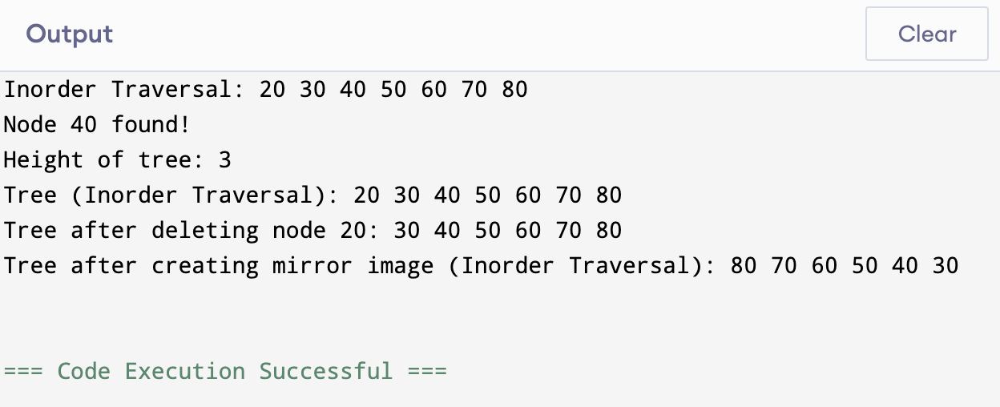 Output
Clear
Inorder Traversal: 20 30 40 50 60 70 80
Node 40 found!
Height of tree: 3
Tree (Inorder Traversal): 20 30 40 50 60 70 80
Tree after deleting node 20: 30 40 50 60 70 80
Tree after creating mirror image (Inorder Traversal): 80 70 60 50 40 30
=== Code Execution Successful ===